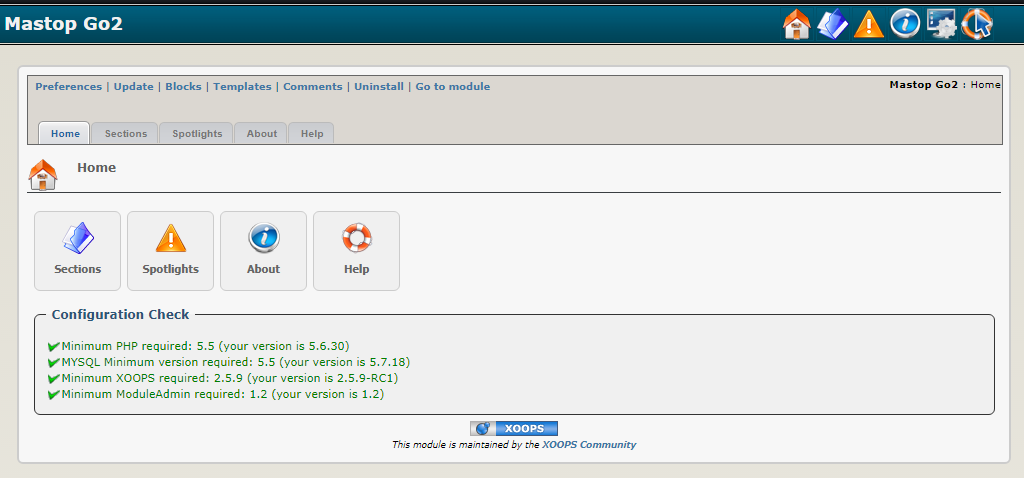 Mastop Go2
Preferences | Update | Blocks | Templates | Comments | Uninstall | Go to module
Mastop Go2 : Home
Home Sections Spotlights About Help
Home
Sections Spotlights About Help
Configuration Check
Minimum PHP required: 5.5 (your version is 5.6.30)
MYSQL Minimum version required: 5.5 (your version is 5.7.18)
Minimum XOOPS required: 2.5.9 (your version is 2.5.9-RC1)
Minimum ModuleAdmin required: 1.2 (your version is 1.2)
XOOPS
This module is maintained by the XOOPS Community